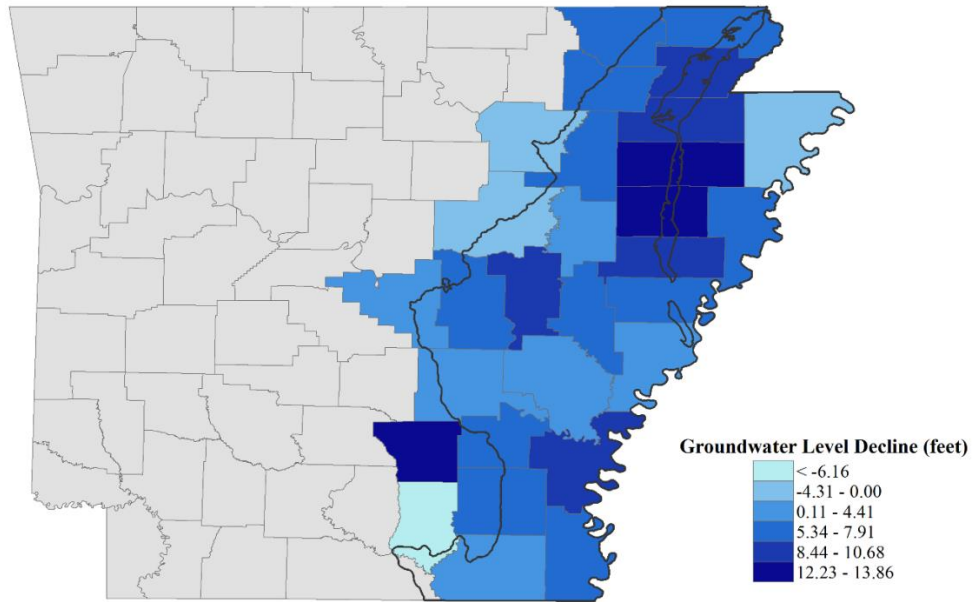 Groundwater Level Decline (feet)
< -6.16
-4.31 - 0.00
0.11 - 4.41
5.34 - 7.91
8.44 - 10.68
12.23 - 13.86